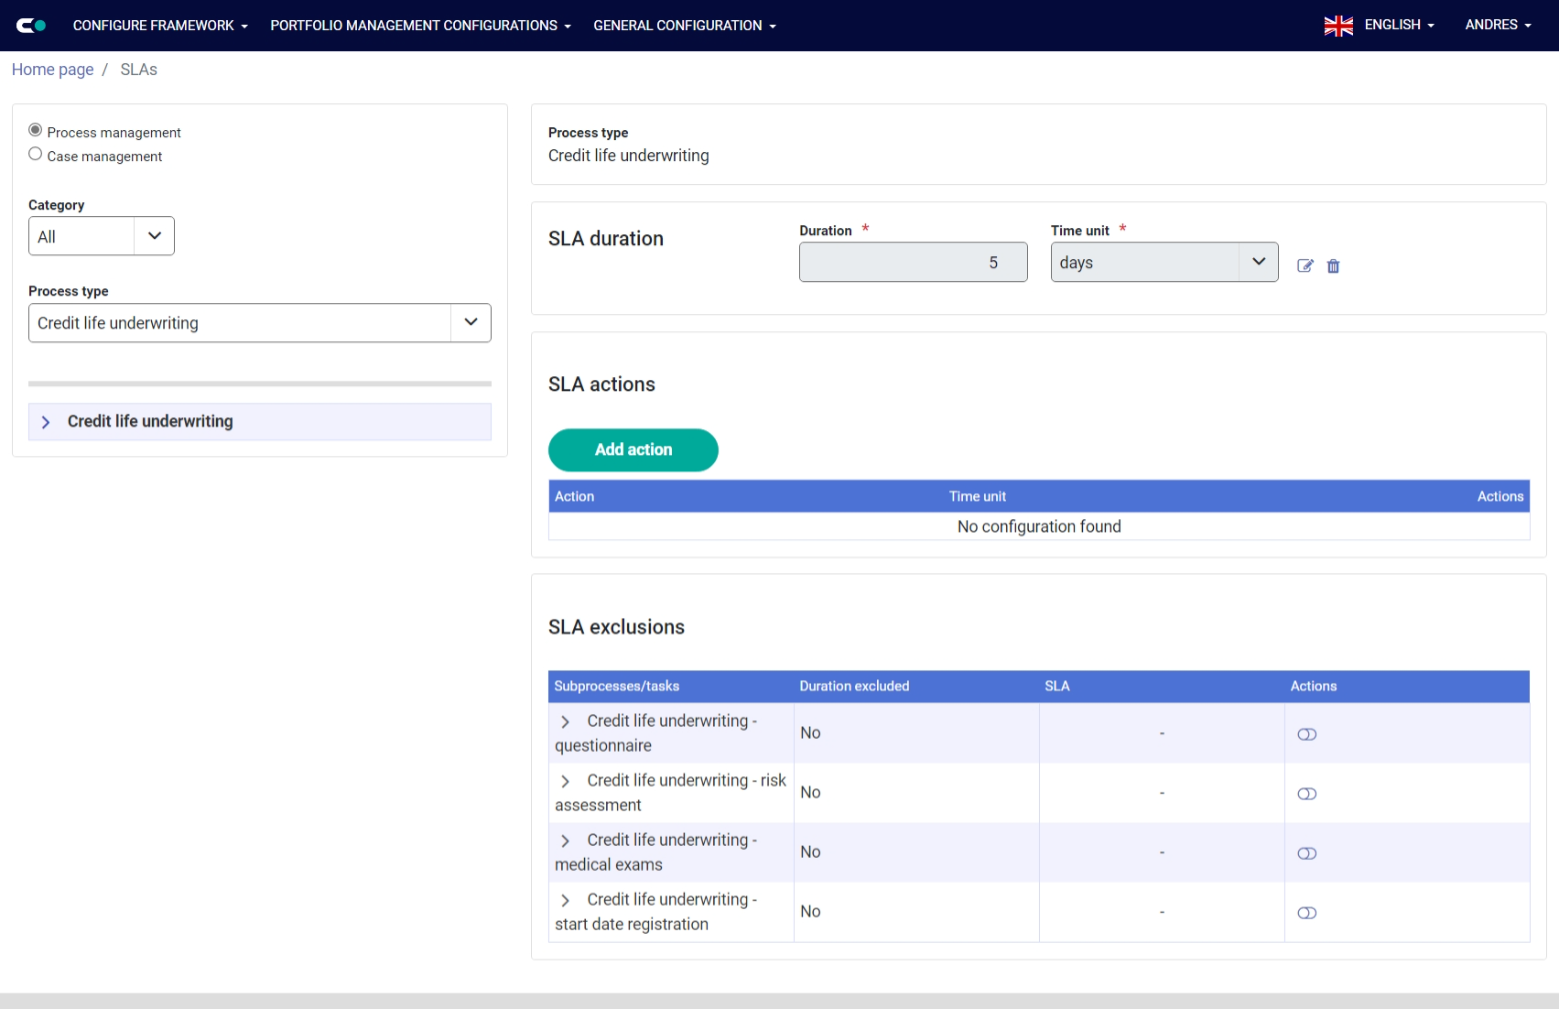 CONFIGURE FRAMEWORK PORTFOLIO MANAGEMENT CONFIGURATIONS GENERAL CONFIGURATION ENGLISH ANDRES
Home page / SLAs
Process management
Case management
Category
All
Process type
Credit life underwriting
Credit life underwriting
Process type
Credit life underwriting
SLA duration
Duration *
5
Time unit *
days
SLA actions
Add action
Action Time unit Actions
No configuration found
SLA exclusions
Subprocesses/tasks Duration excluded SLA Actions
Credit life underwriting -
questionnaire
No -
Credit life underwriting - risk
assessment
No -
Credit life underwriting -
medical exams
No -
Credit life underwriting -
start date registration
No -